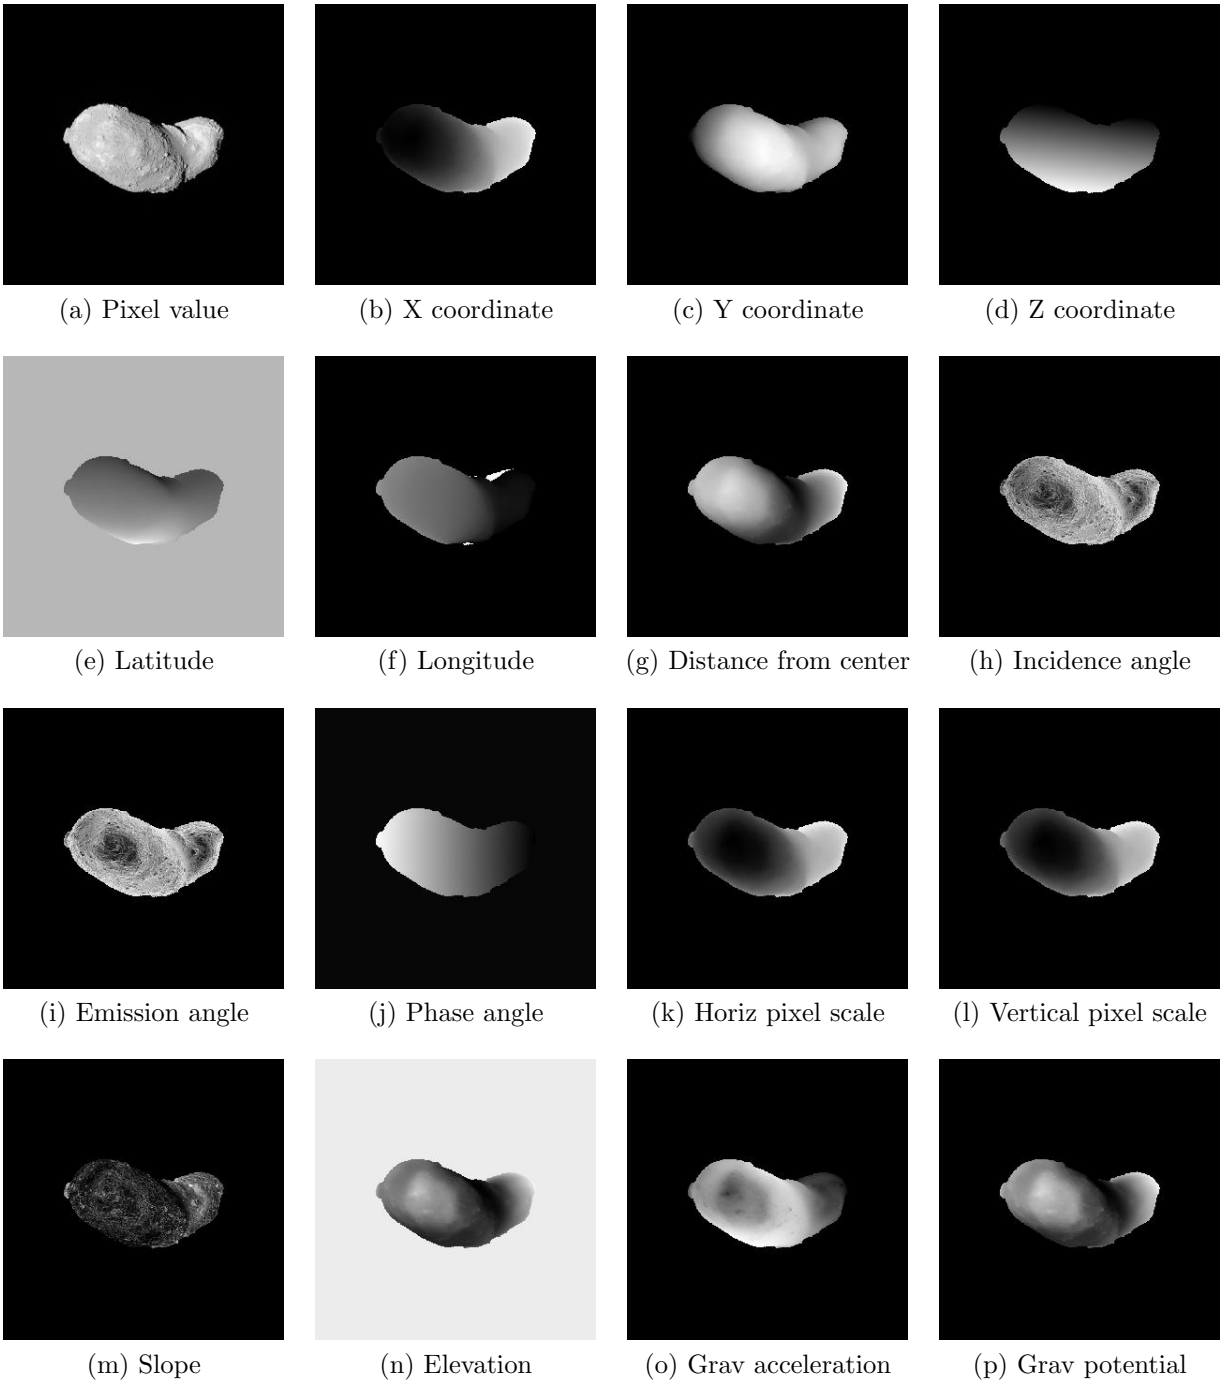 (a) Pixel value
(b) X coordinate
(c) Y coordinate
(d) Z coordinate
(e) Latitude
(f) Longitude
(g) Distance from center
(h) Incidence angle
(i) Emission angle
(j) Phase angle
(k) Horiz pixel scale
(l) Vertical pixel scale
(m) Slope
(n) Elevation
(o) Grav acceleration
(p) Grav potential